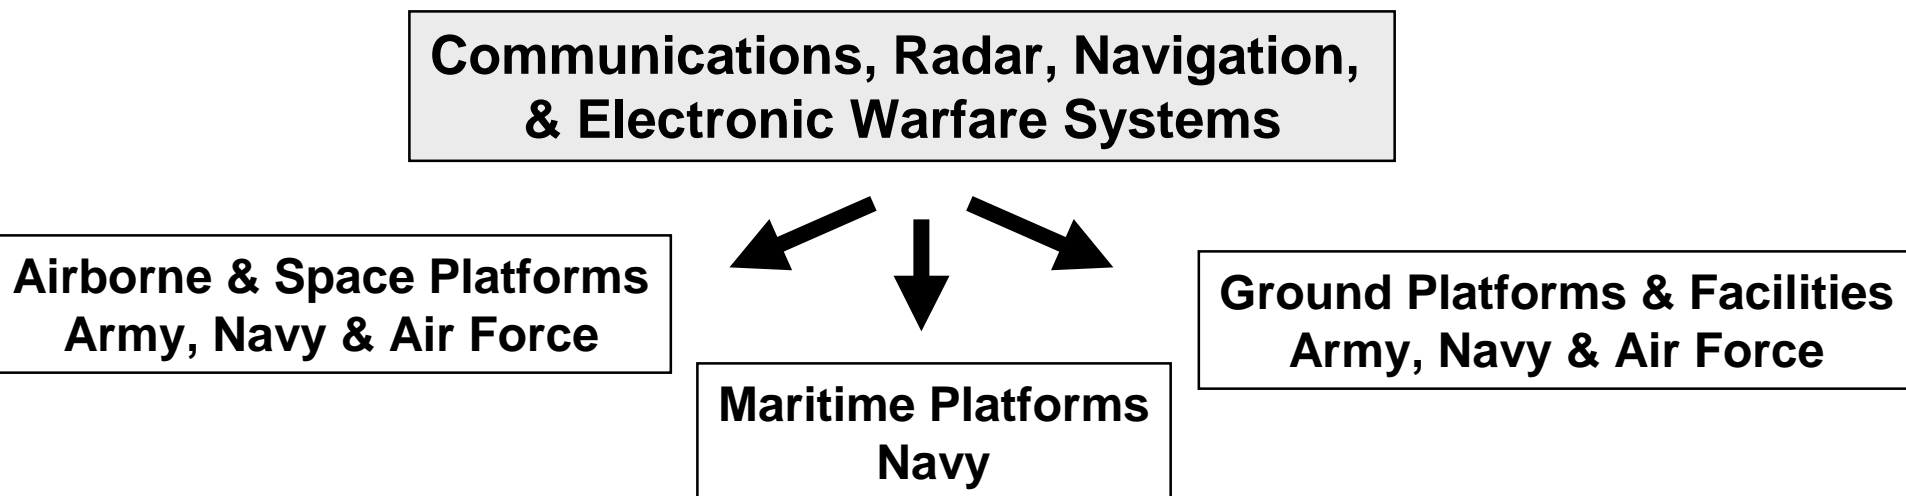 Communications, Radar, Navigation,
& Electronic Warfare Systems
Airborne & Space Platforms
Army, Navy & Air Force
Maritime Platforms
Navy
Ground Platforms & Facilities
Army, Navy & Air Force